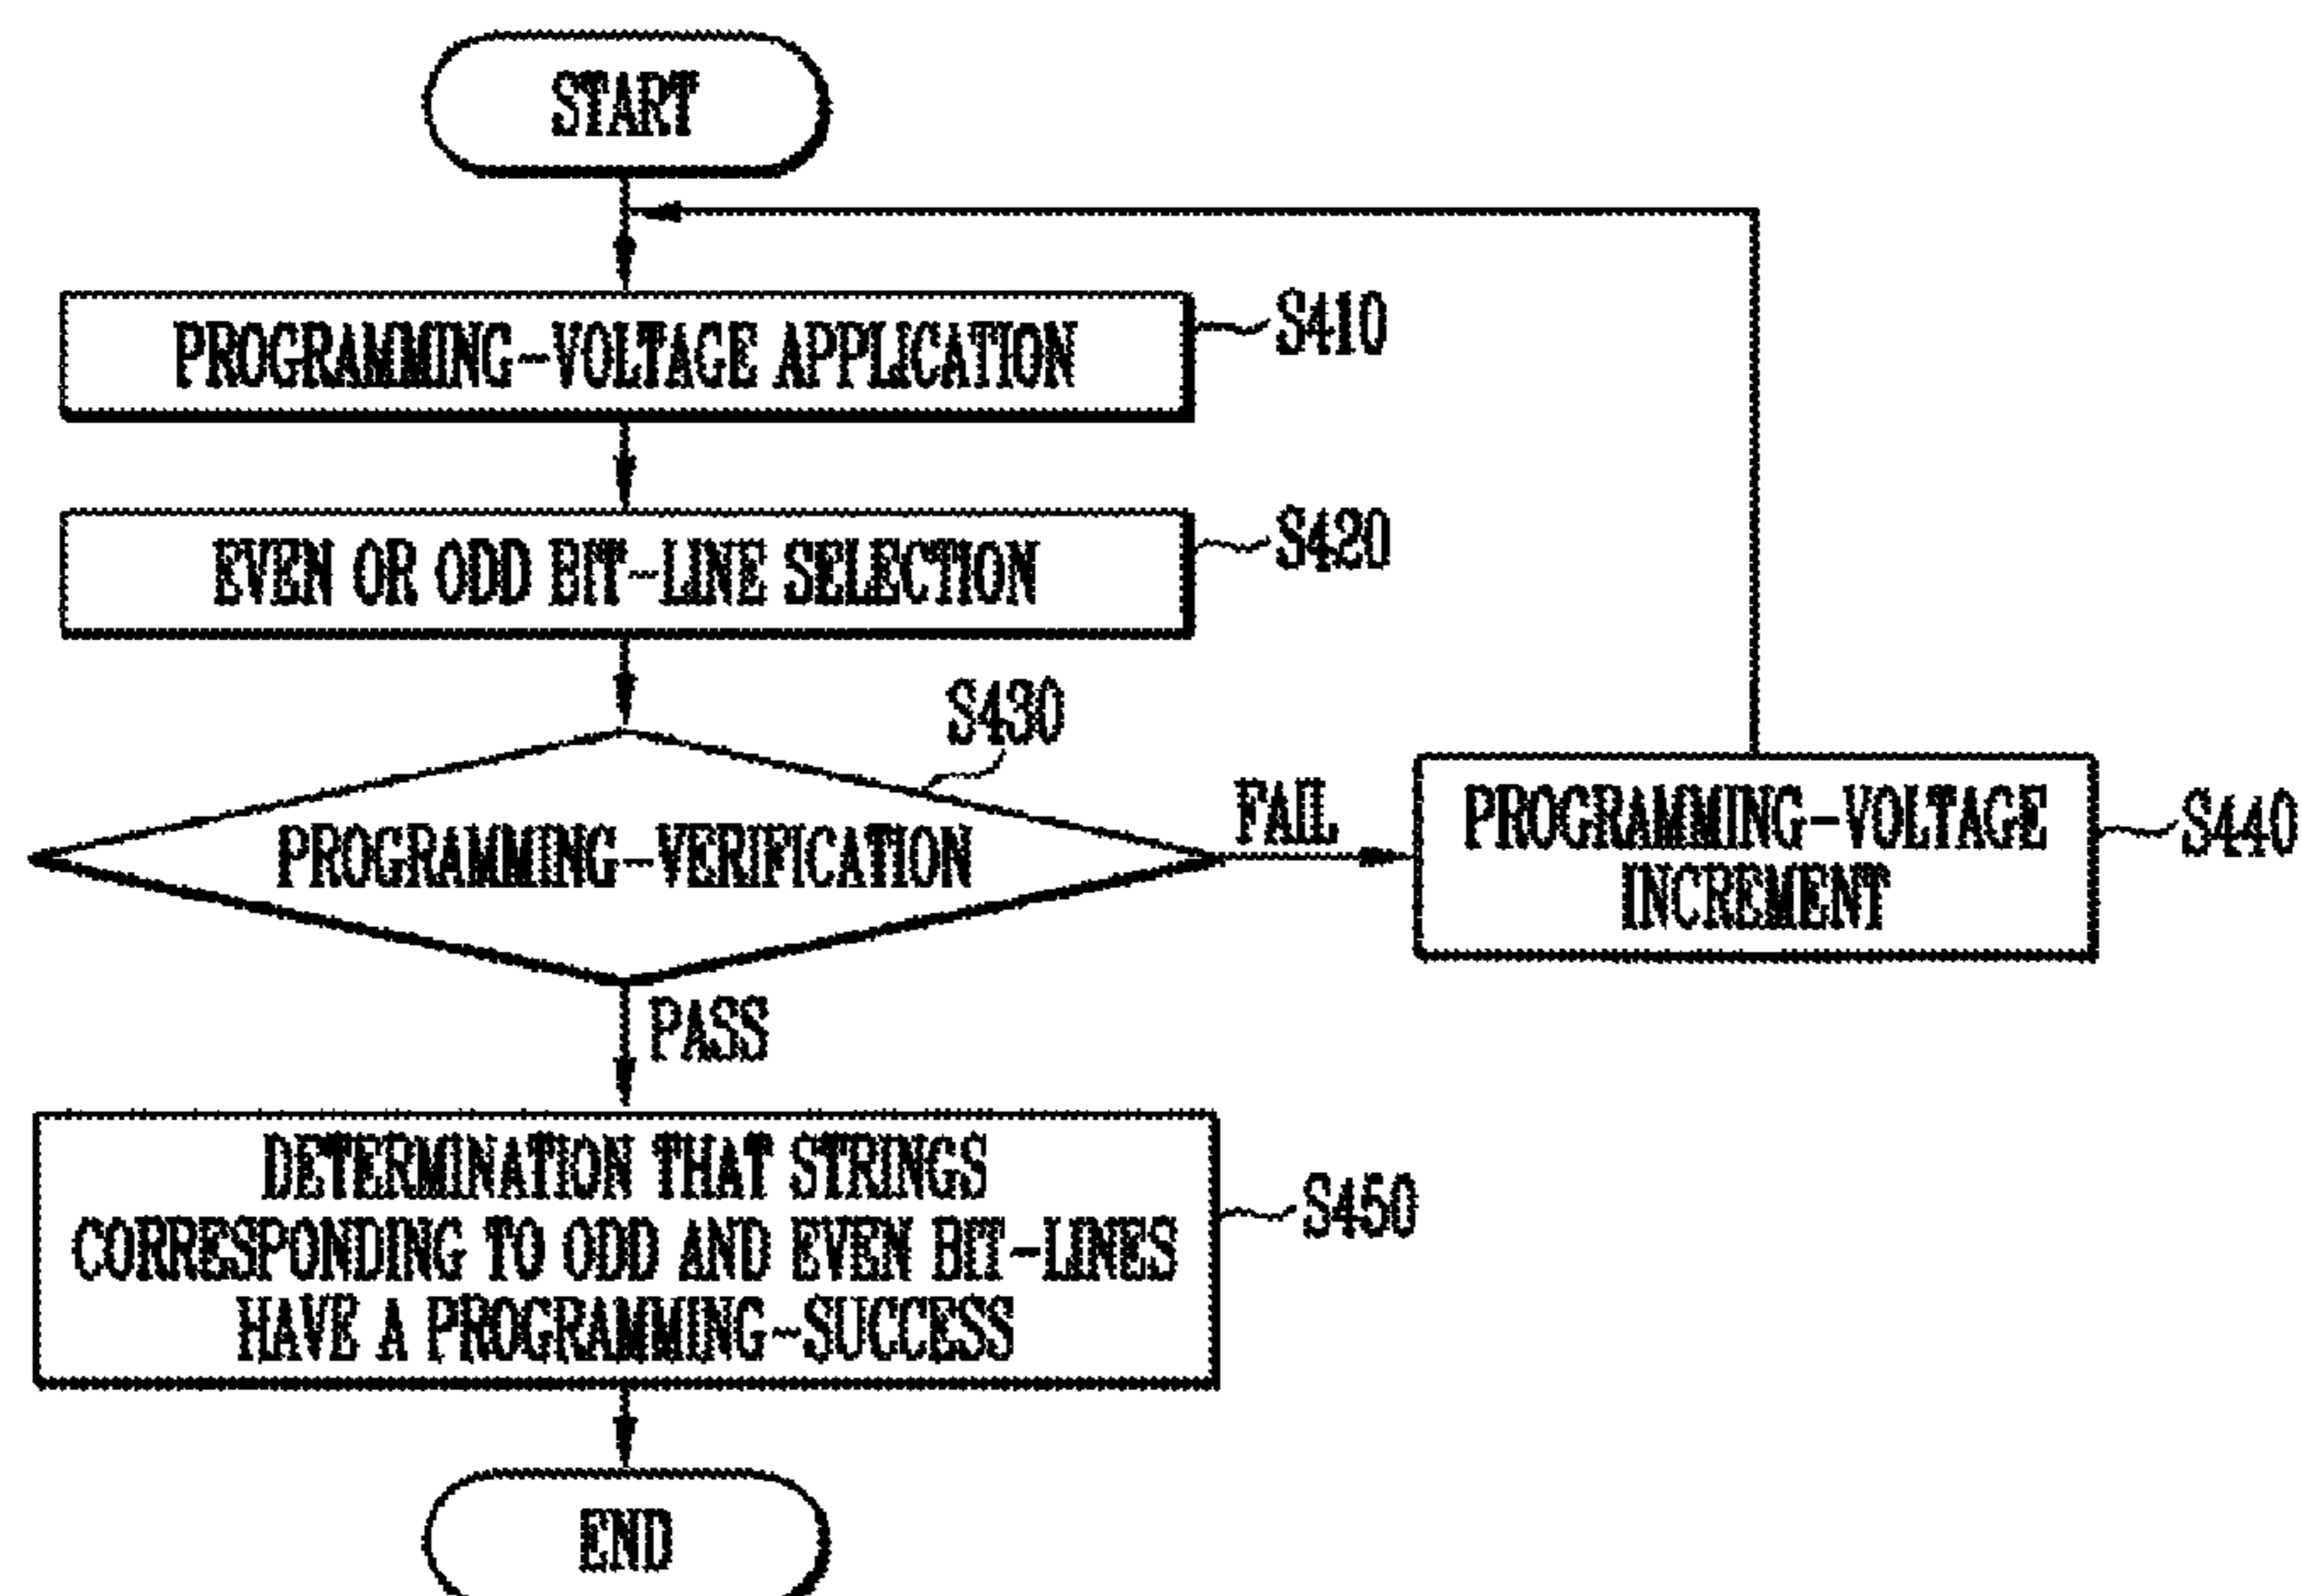 START
PROGRAMMING-VOLTAGE APPLICATION
S410
EVEN OR ODD BIT-LINE SELECTION
S420
S430
PROGRAMMING-VERIFICATION
FAIL
PROGRAMMING-VOLTAGE
INCREMENT
S440
PASS
DETERMINATION THAT STRINGS
CORRESPONDING TO ODD AND EVEN BIT-LINES
HAVE A PROGRAMMING-SUCCESS
S450
END